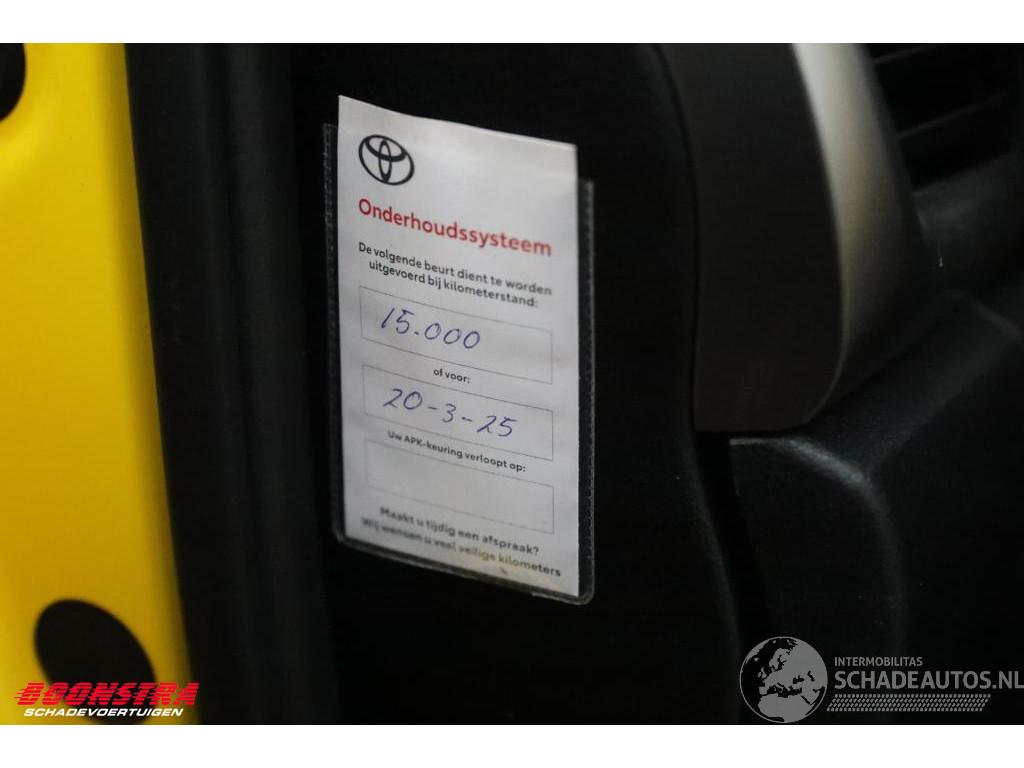 Onderhoudssysteem
De volgende beurt dient te worden
uitgevoerd bij kilometerstand:
15.000
of voor:
20-3-25
Uw APK-keuring verloopt op:
Maakt u tijdig een afspraak?
Wij wensen u veel veilige kilometers
BOONSTRA
SCHADEVOERTUIGEN
INTERMOBILITAS
SCHADEAUTOS.NL